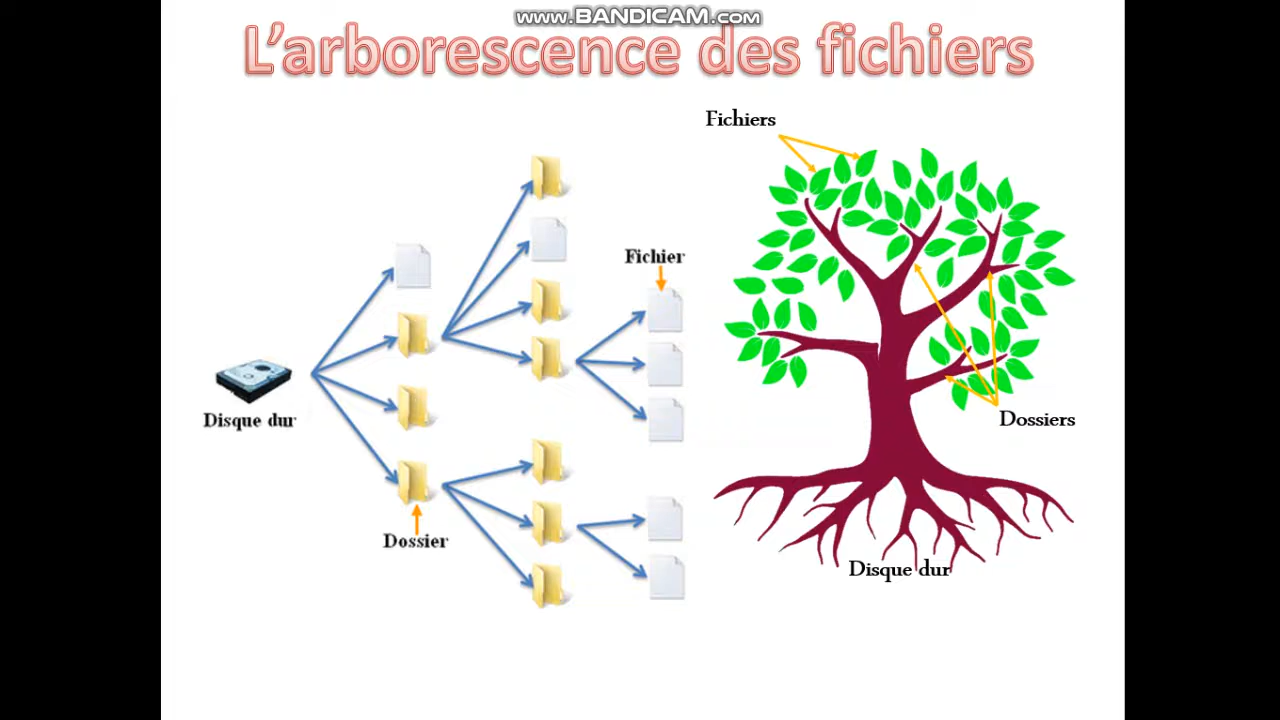 www.BANDICAM.com
L'arborescence des fichiers
Fichiers
Fichier
Disque dur
Dossiers
Dossier
Disque dur